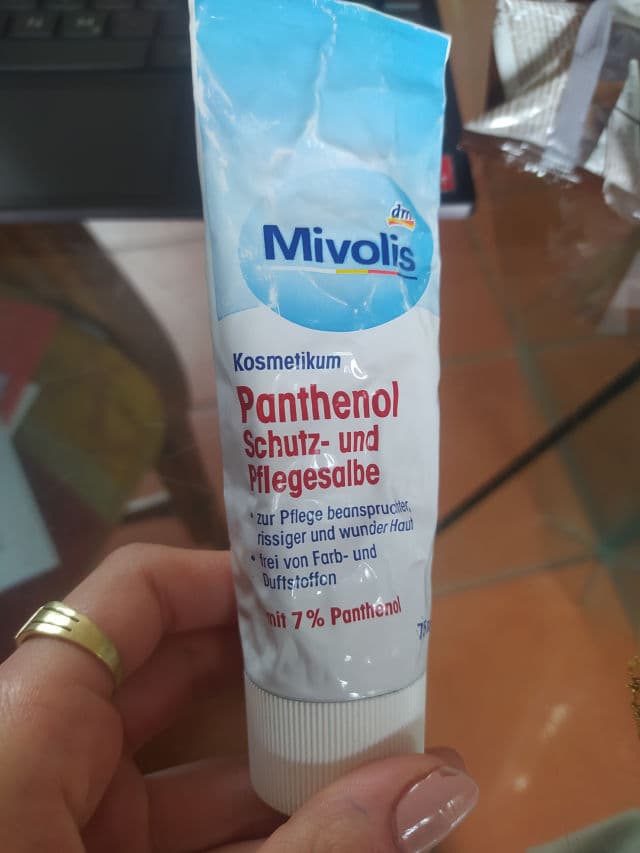 dm
Mivolis
Kosmetikum
Panthenol
Schutz- und
Pflegesalbe
• zur Pflege beanspruchter,
rissiger und wunder Haut
• frei von Farb- und
Duftstoffen
mit 7 % Panthenol